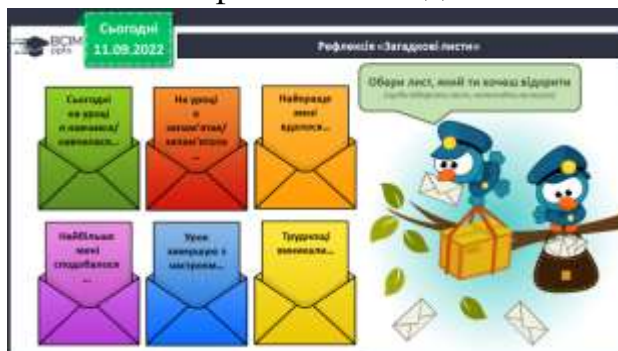 Сьогодні
11.09.2022
ВСІМ
pptx
Рефлексія «Загадкові листи»
Обери лист, який ти хочеш відкрити
Сьогодні
на уроці
я навчився/
навчилася...
На уроці
я
запам'ятав/
запам'ятала
...
Найкраще
мені
вдалося...
Найбільше
мені
сподобалося
...
Урок
завершую з
настроєм...
Труднощі
виникали...